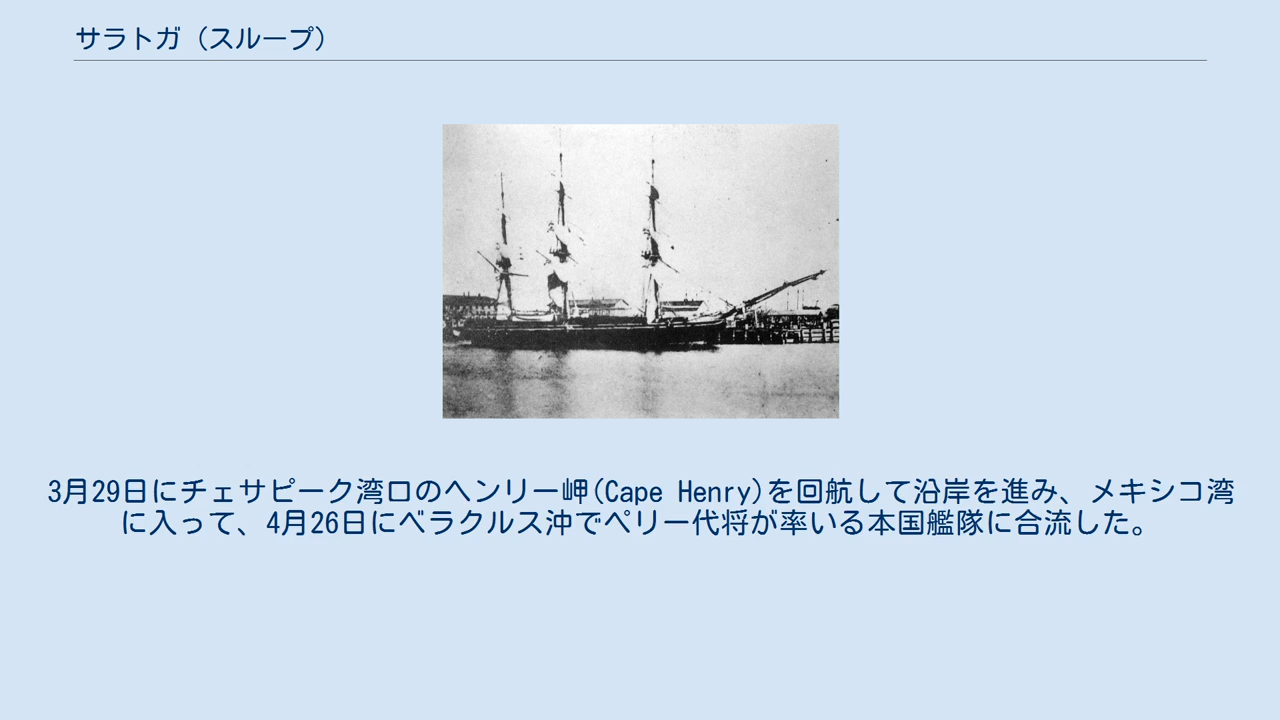 サラトガ（スループ）
3月29日にチェサピーク湾口のヘンリー岬(Cape Henry)を回航して沿岸を進み、メキシコ湾
に入って、4月26日にベラクルス沖でペリー代将が率いる本国艦隊に合流した。